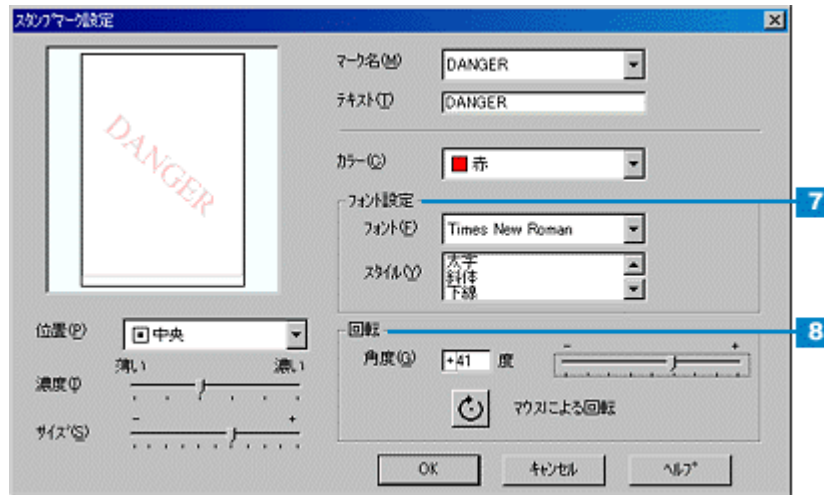 スタンプマーク設定
DANGER
マーク名(M) DANGER
テキスト(T) DANGER
カラー(C) 赤
フォント設定
7
フォント(F) Times New Roman
スタイル(Y) 太字
斜体
下線
位置(P) 中央
薄い 濃い
濃度(I)
サイズ(S) - +
回転
8
角度(G) +41 度 - +
マウスによる回転
OK キャンセル ヘルプ